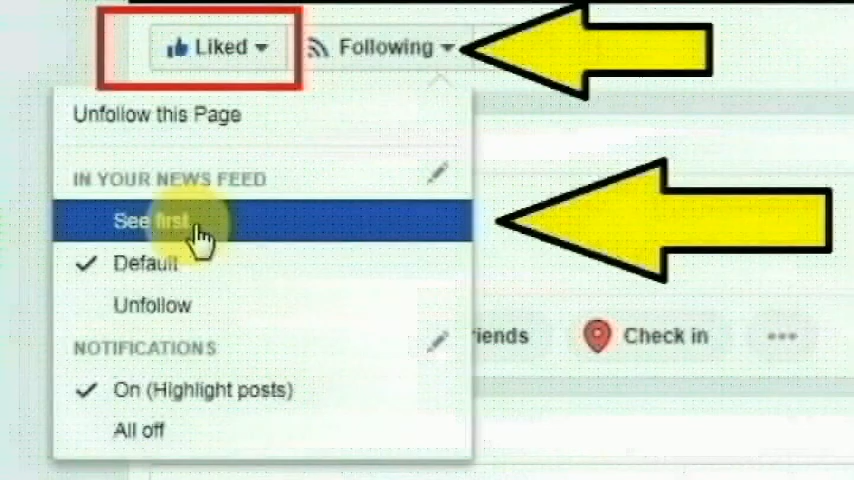 Liked Following
Unfollow this Page
IN YOUR NEWS FEED
See first
Default
Unfollow
riends Check in
NOTIFICATIONS
On (Highlight posts)
All off